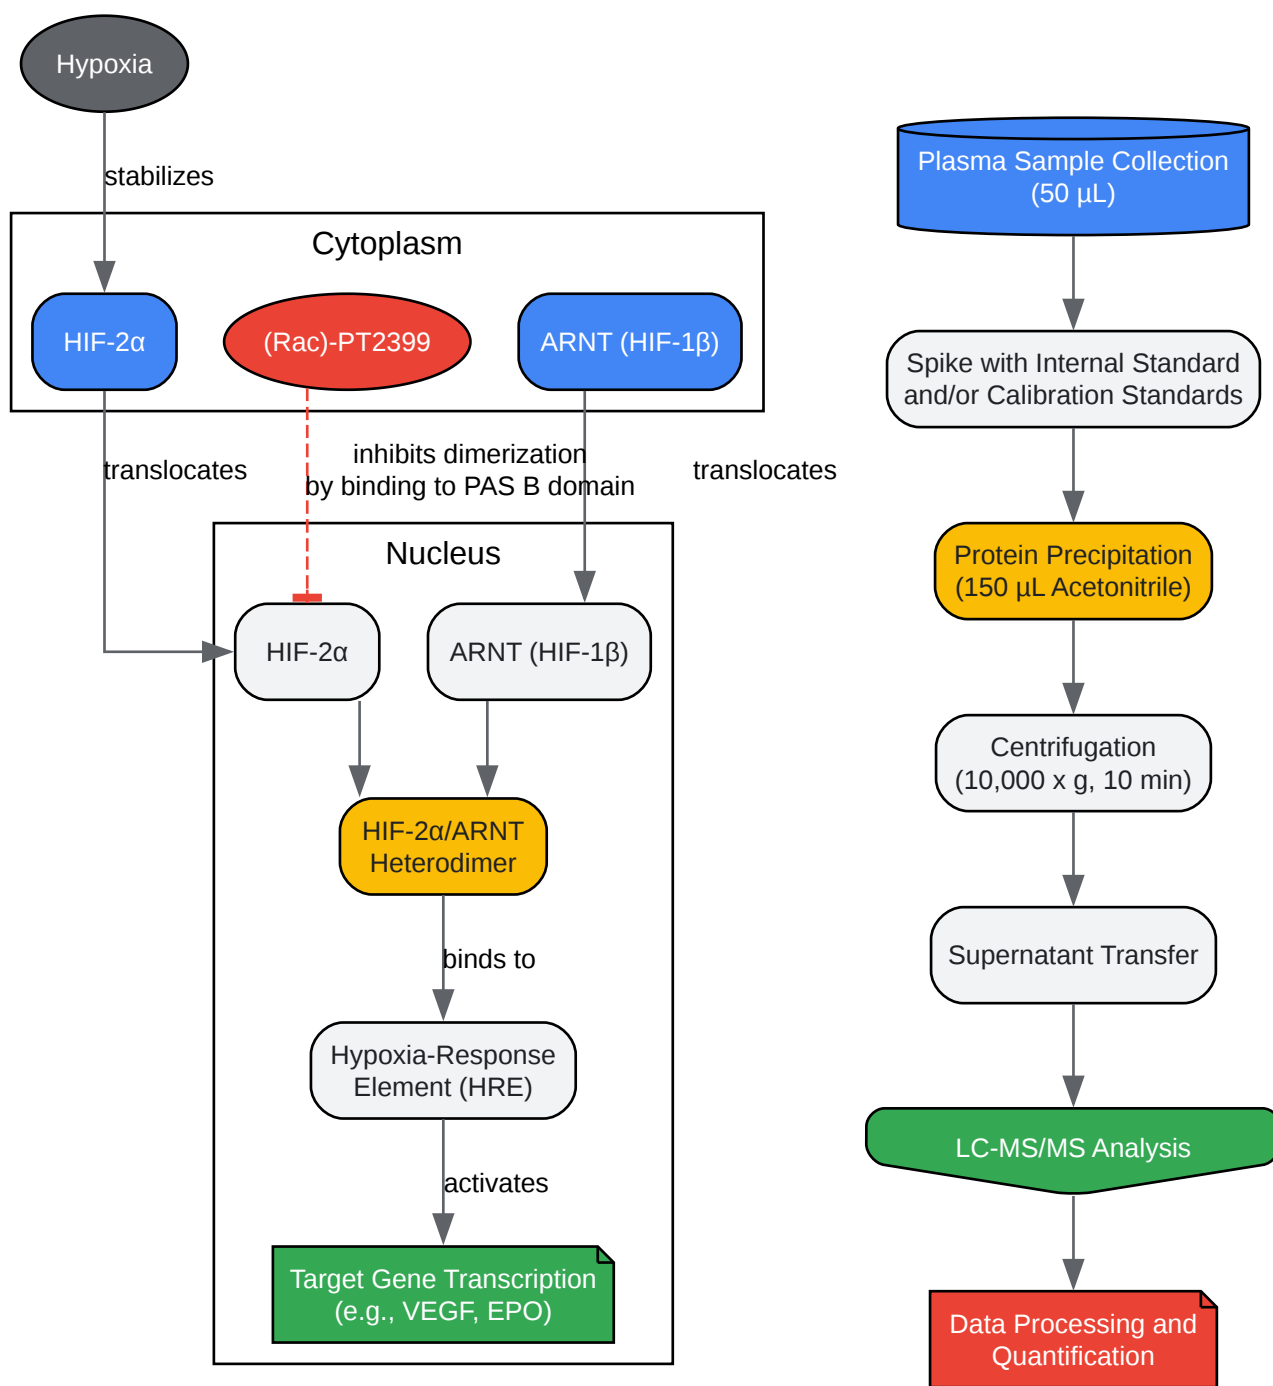 Hypoxia
stabilizes
Cytoplasm
HIF-2α
(Rac)-PT2399
ARNT (HIF-1β)
translocates
inhibits dimerization
by binding to PAS B domain
translocates
Nucleus
HIF-2α
ARNT (HIF-1β)
HIF-2α/ARNT
Heterodimer
binds to
Hypoxia-Response
Element (HRE)
activates
Target Gene Transcription
(e.g., VEGF, EPO)
Plasma Sample Collection
(50 µL)
Spike with Internal Standard
and/or Calibration Standards
Protein Precipitation
(150 µL Acetonitrile)
Centrifugation
(10,000 x g, 10 min)
Supernatant Transfer
LC-MS/MS Analysis
Data Processing and
Quantification